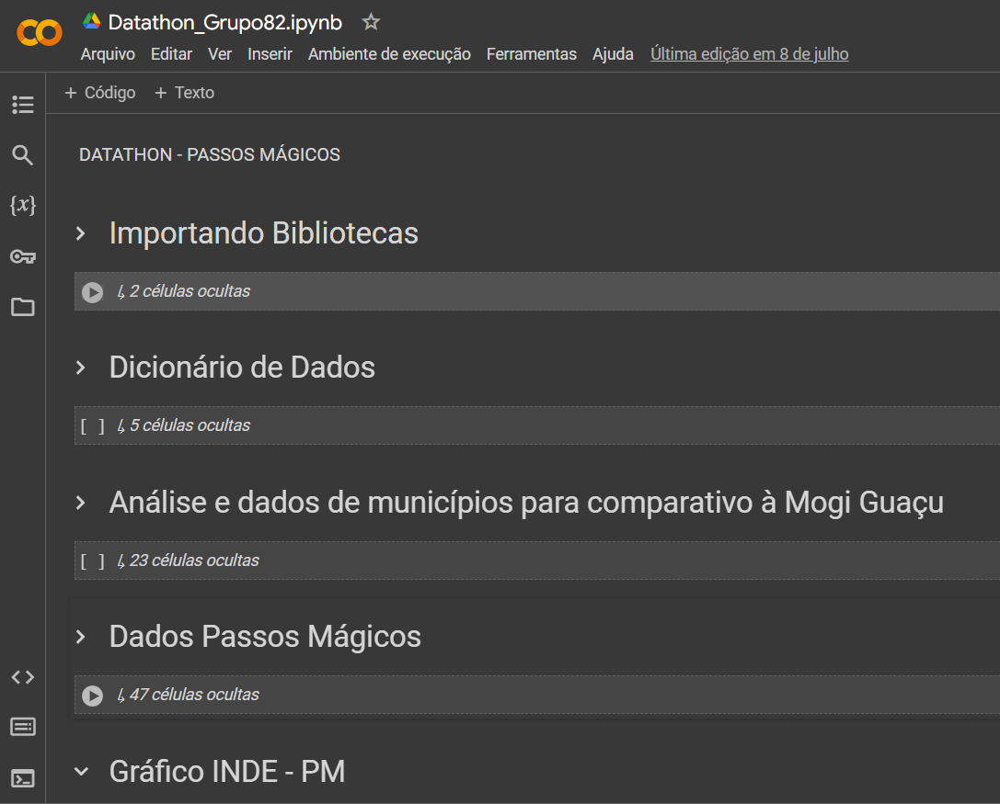 Datathon_Grupo82.ipynb
Arquivo Editar Ver Inserir Ambiente de execução Ferramentas Ajuda Última edição em 8 de julho
+ Código + Texto
DATATHON - PASSOS MÁGICOS
{x}
Importando Bibliotecas
2 células ocultas
Dicionário de Dados
[ ] 5 células ocultas
Análise e dados de municípios para comparativo à Mogi Guaçu
[ ] 23 células ocultas
Dados Passos Mágicos
47 células ocultas
Gráfico INDE - PM